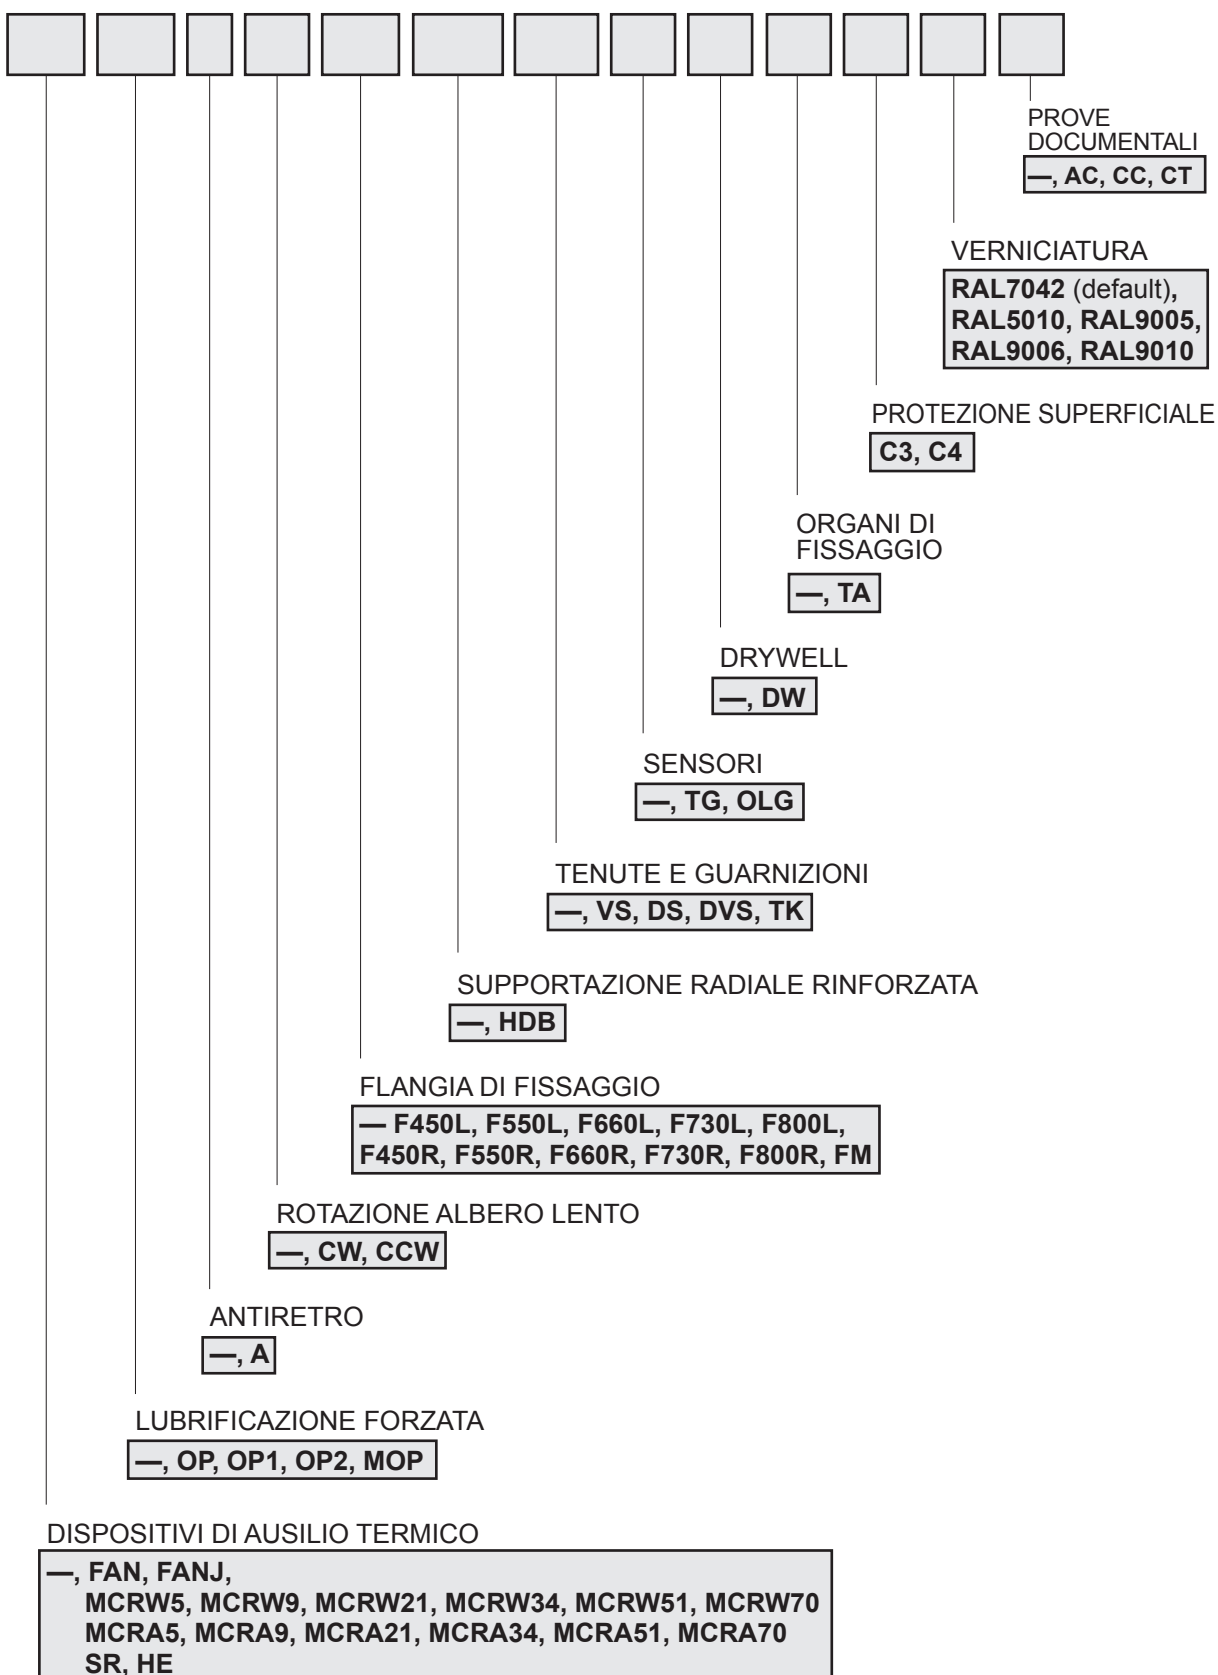 PROVE
DOCUMENTALI
—, AC, CC, CT
VERNICIATURA
RAL7042 (default),
RAL5010, RAL9005,
RAL9006, RAL9010
PROTEZIONE SUPERFICIALE
C3, C4
ORGANI DI
FISSAGGIO
—, TA
DRYWELL
—, DW
SENSORI
—, TG, OLG
TENUTE E GUARNIZIONI
—, VS, DS, DVS, TK
SUPPORTAZIONE RADIALE RINFORZATA
—, HDB
FLANGIA DI FISSAGGIO
— F450L, F550L, F660L, F730L, F800L,
F450R, F550R, F660R, F730R, F800R, FM
ROTAZIONE ALBERO LENTO
—, CW, CCW
ANTIRETRO
—, A
LUBRIFICAZIONE FORZATA
—, OP, OP1, OP2, MOP
DISPOSITIVI DI AUSILIO TERMICO
—, FAN, FANJ,
MCRW5, MCRW9, MCRW21, MCRW34, MCRW51, MCRW70
MCRA5, MCRA9, MCRA21, MCRA34, MCRA51, MCRA70
SR, HE